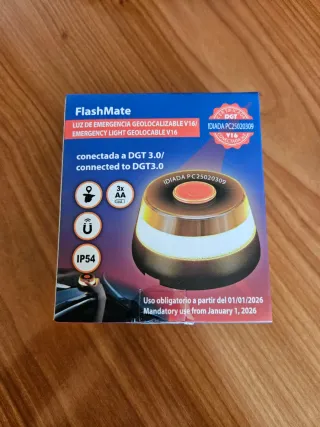 FlashMate
LUZ DE EMERGENCIA GEOLOCALIZABLE V16/
EMERGENCY LIGHT GEOLOCABLE V16
DGT
IDIADA PC25020309
V16
conectada a DGT 3.0/
connected to DGT3.0
3x
AA
IP54
IDIADA PC25020309
Uso obligatorio a partir del 01/01/2026
Mandatory use from January 1, 2026